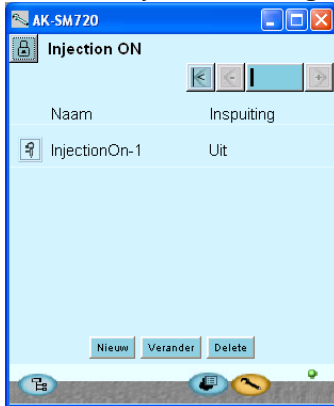 AK-SM720
Injection ON
Naam Inspuiting
InjectionOn-1 Uit
Nieuw Verander Delete